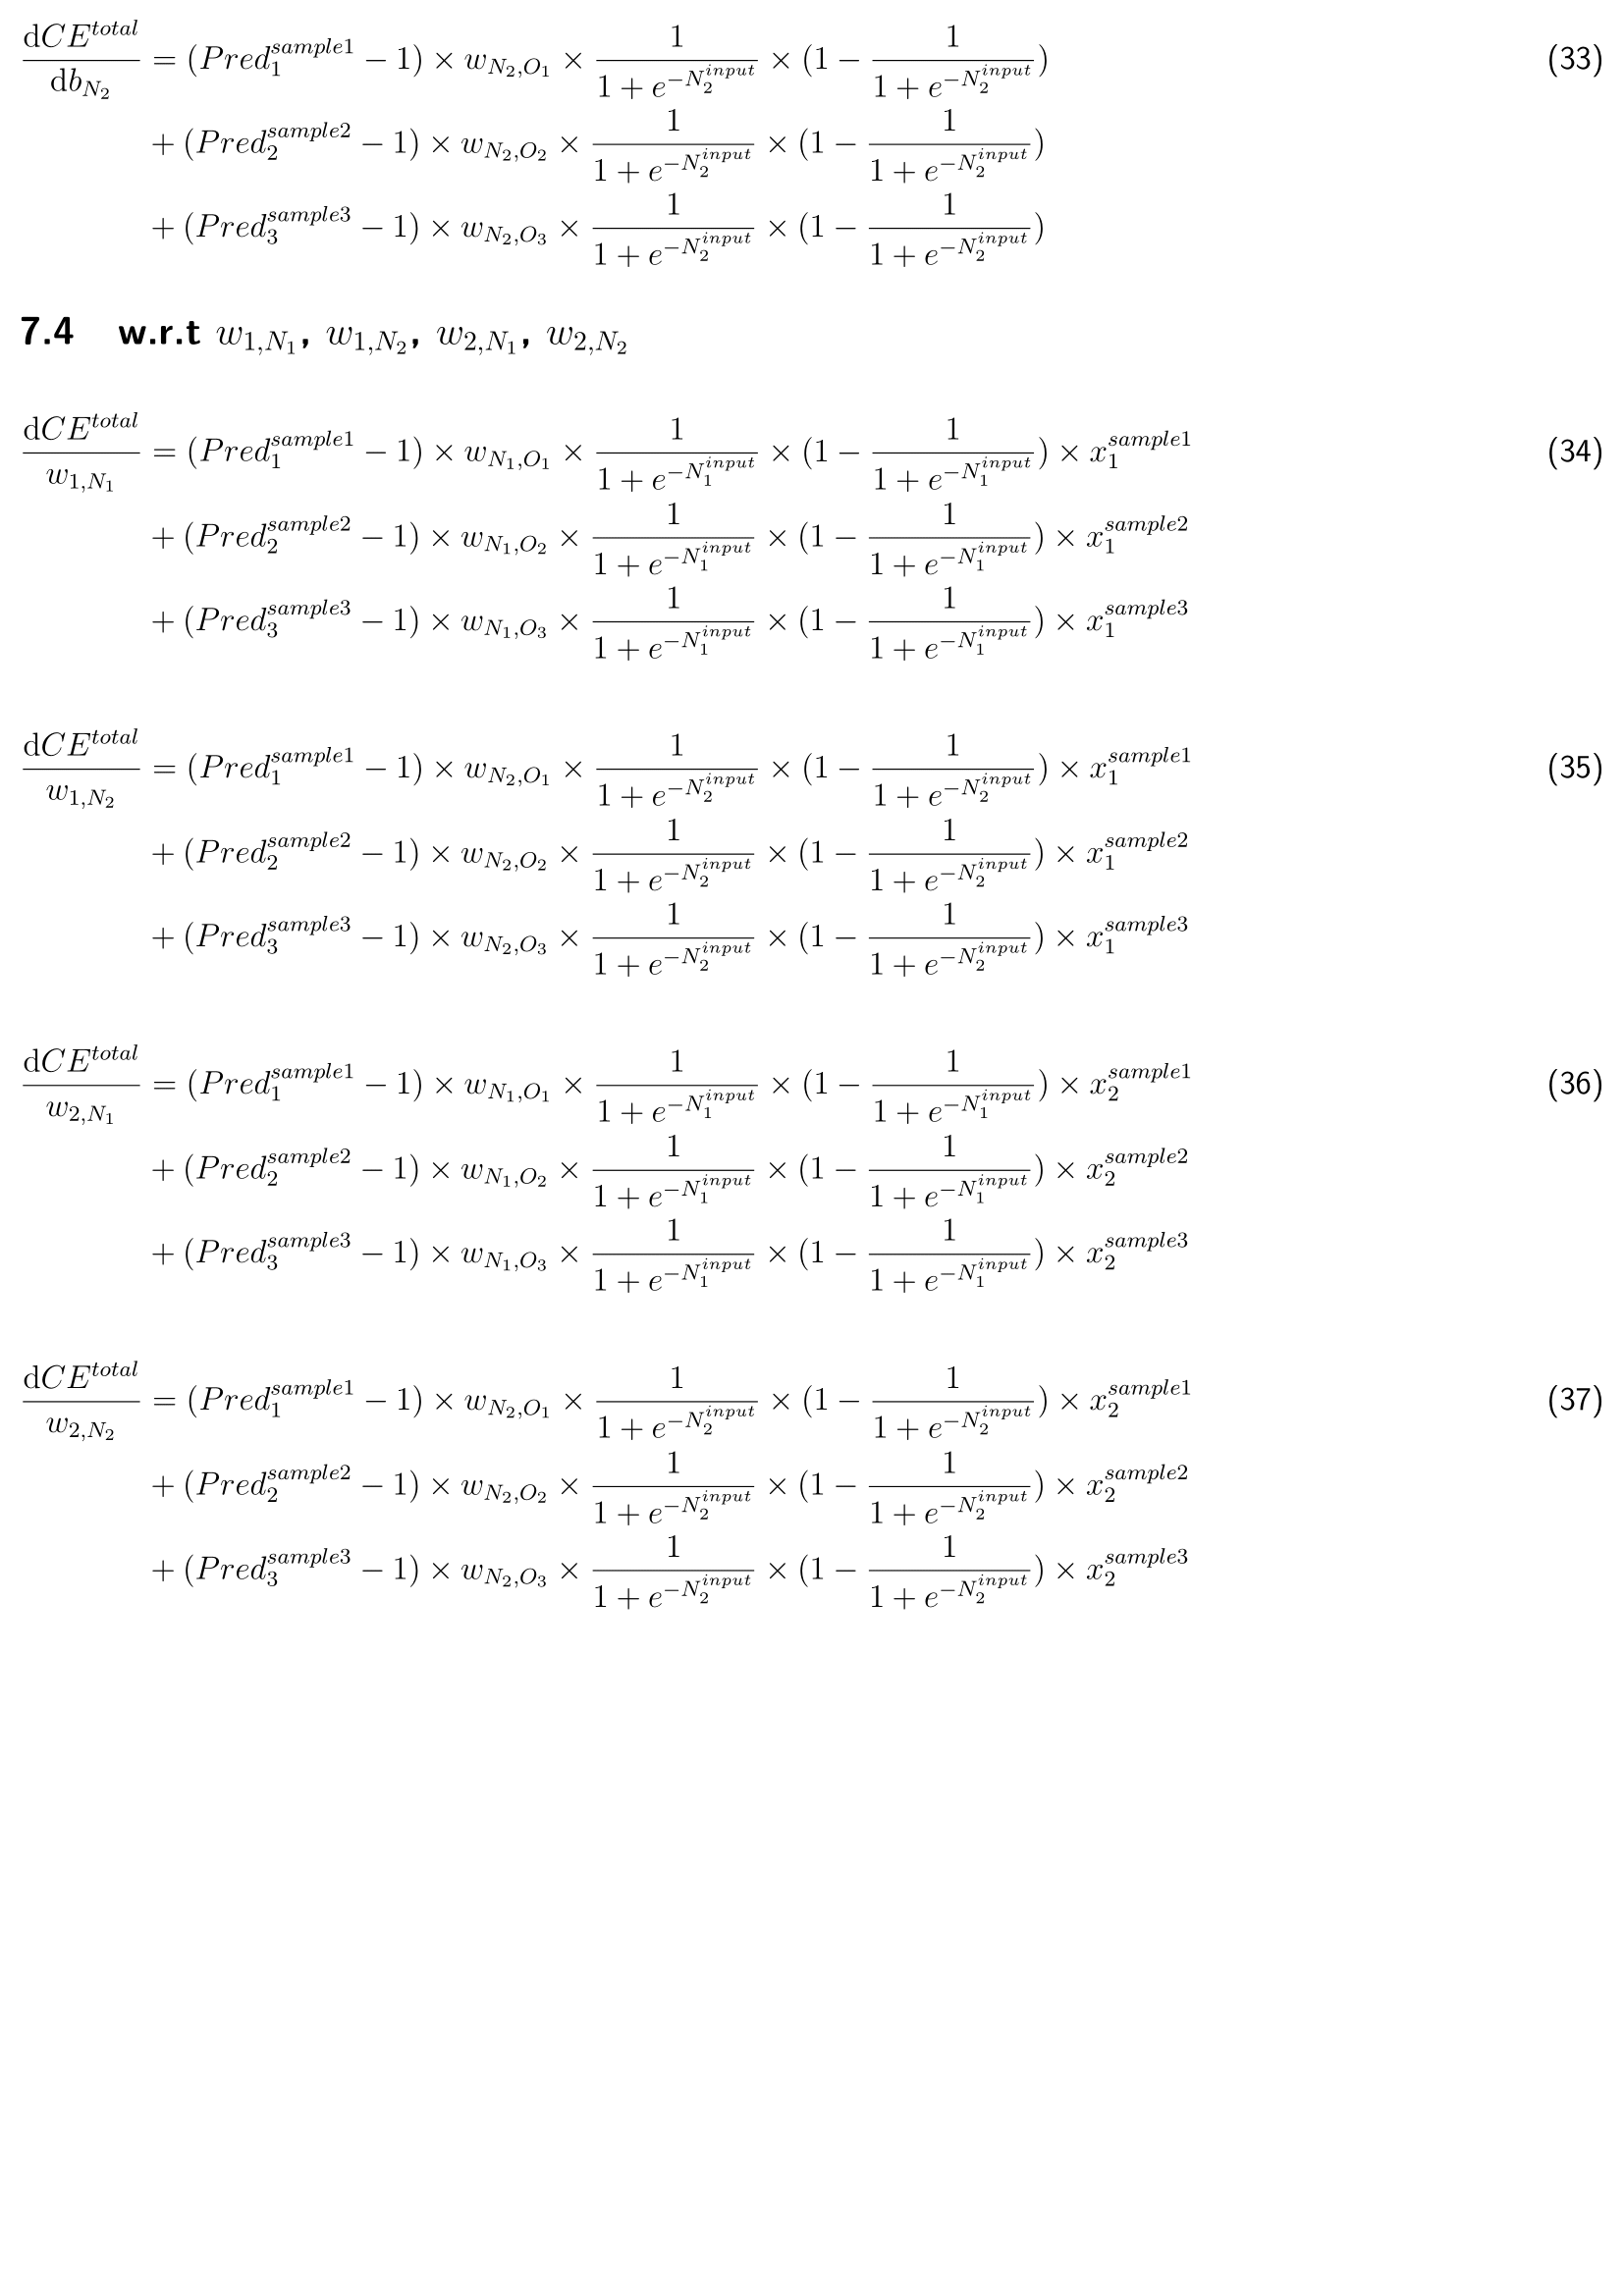 \frac{\mathrm{d}CE^{total}}{\mathrm{d}b_{N_2}} = (Pred_1^{sample1} - 1) \times w_{N_2,O_1} \times \frac{1}{1 + e^{-N_2^{input}}} \times (1 - \frac{1}{1 + e^{-N_2^{input}}}) (33)
+ (Pred_2^{sample2} - 1) \times w_{N_2,O_2} \times \frac{1}{1 + e^{-N_2^{input}}} \times (1 - \frac{1}{1 + e^{-N_2^{input}}})
+ (Pred_3^{sample3} - 1) \times w_{N_2,O_3} \times \frac{1}{1 + e^{-N_2^{input}}} \times (1 - \frac{1}{1 + e^{-N_2^{input}}})
7.4 w.r.t w_{1,N_1}, w_{1,N_2}, w_{2,N_1}, w_{2,N_2}
\frac{\mathrm{d}CE^{total}}{w_{1,N_1}} = (Pred_1^{sample1} - 1) \times w_{N_1,O_1} \times \frac{1}{1 + e^{-N_1^{input}}} \times (1 - \frac{1}{1 + e^{-N_1^{input}}}) \times x_1^{sample1} (34)
+ (Pred_2^{sample2} - 1) \times w_{N_1,O_2} \times \frac{1}{1 + e^{-N_1^{input}}} \times (1 - \frac{1}{1 + e^{-N_1^{input}}}) \times x_1^{sample2}
+ (Pred_3^{sample3} - 1) \times w_{N_1,O_3} \times \frac{1}{1 + e^{-N_1^{input}}} \times (1 - \frac{1}{1 + e^{-N_1^{input}}}) \times x_1^{sample3}
\frac{\mathrm{d}CE^{total}}{w_{1,N_2}} = (Pred_1^{sample1} - 1) \times w_{N_2,O_1} \times \frac{1}{1 + e^{-N_2^{input}}} \times (1 - \frac{1}{1 + e^{-N_2^{input}}}) \times x_1^{sample1} (35)
+ (Pred_2^{sample2} - 1) \times w_{N_2,O_2} \times \frac{1}{1 + e^{-N_2^{input}}} \times (1 - \frac{1}{1 + e^{-N_2^{input}}}) \times x_1^{sample2}
+ (Pred_3^{sample3} - 1) \times w_{N_2,O_3} \times \frac{1}{1 + e^{-N_2^{input}}} \times (1 - \frac{1}{1 + e^{-N_2^{input}}}) \times x_1^{sample3}
\frac{\mathrm{d}CE^{total}}{w_{2,N_1}} = (Pred_1^{sample1} - 1) \times w_{N_1,O_1} \times \frac{1}{1 + e^{-N_1^{input}}} \times (1 - \frac{1}{1 + e^{-N_1^{input}}}) \times x_2^{sample1} (36)
+ (Pred_2^{sample2} - 1) \times w_{N_1,O_2} \times \frac{1}{1 + e^{-N_1^{input}}} \times (1 - \frac{1}{1 + e^{-N_1^{input}}}) \times x_2^{sample2}
+ (Pred_3^{sample3} - 1) \times w_{N_1,O_3} \times \frac{1}{1 + e^{-N_1^{input}}} \times (1 - \frac{1}{1 + e^{-N_1^{input}}}) \times x_2^{sample3}
\frac{\mathrm{d}CE^{total}}{w_{2,N_2}} = (Pred_1^{sample1} - 1) \times w_{N_2,O_1} \times \frac{1}{1 + e^{-N_2^{input}}} \times (1 - \frac{1}{1 + e^{-N_2^{input}}}) \times x_2^{sample1} (37)
+ (Pred_2^{sample2} - 1) \times w_{N_2,O_2} \times \frac{1}{1 + e^{-N_2^{input}}} \times (1 - \frac{1}{1 + e^{-N_2^{input}}}) \times x_2^{sample2}
+ (Pred_3^{sample3} - 1) \times w_{N_2,O_3} \times \frac{1}{1 + e^{-N_2^{input}}} \times (1 - \frac{1}{1 + e^{-N_2^{input}}}) \times x_2^{sample3}